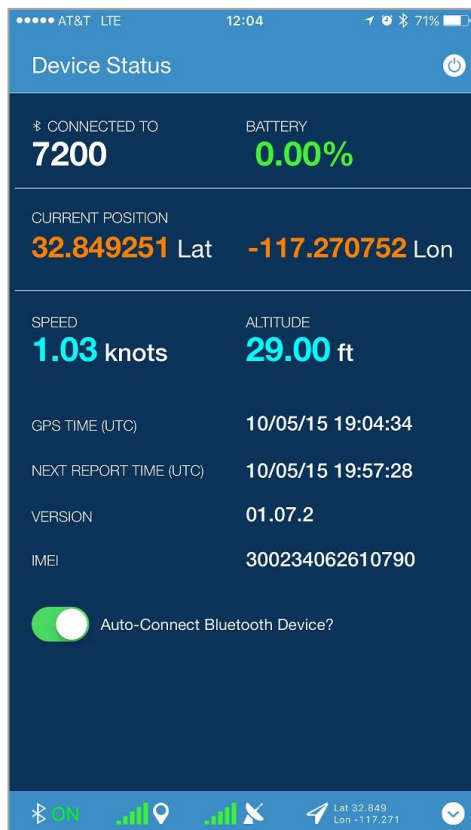 AT&T LTE 12:04 71%
Device Status
CONNECTED TO BATTERY
7200 0.00%
CURRENT POSITION
32.849251 Lat -117.270752 Lon
SPEED ALTITUDE
1.03 knots 29.00 ft
GPS TIME (UTC) 10/05/15 19:04:34
NEXT REPORT TIME (UTC) 10/05/15 19:57:28
VERSION 01.07.2
IMEI 300234062610790
Auto-Connect Bluetooth Device?
ON
Lat 32.849
Lon -117.271